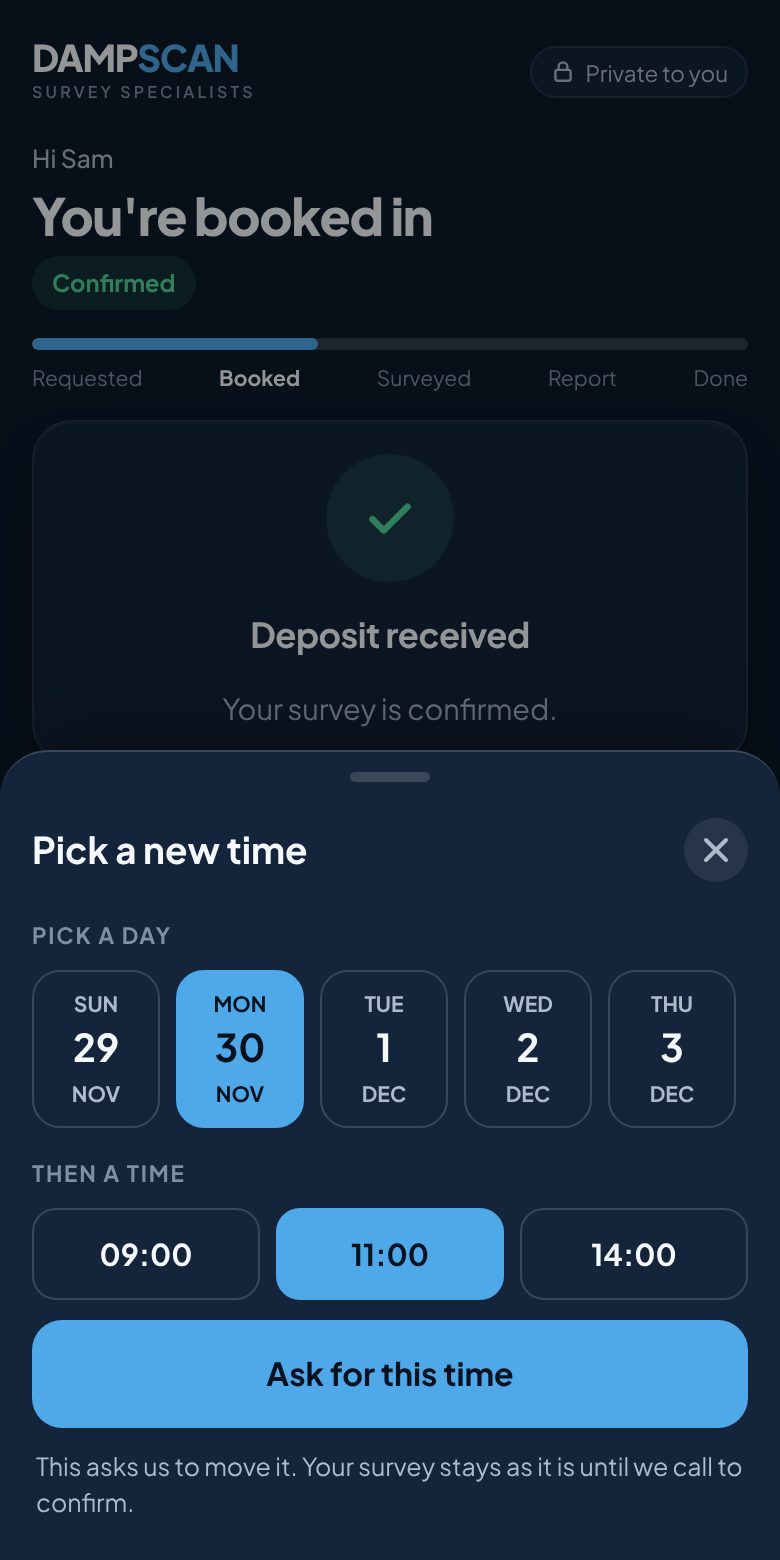 DAMPSCAN
SURVEY SPECIALISTS
Private to you
Hi Sam
You're booked in
Confirmed
Requested Booked Surveyed Report Done
Deposit received
Your survey is confirmed.
Pick a new time
PICK A DAY
SUN MON TUE WED THU
29 30 1 2 3
NOV NOV DEC DEC DEC
THEN A TIME
09:00 11:00 14:00
Ask for this time
This asks us to move it. Your survey stays as it is until we call to
confirm.